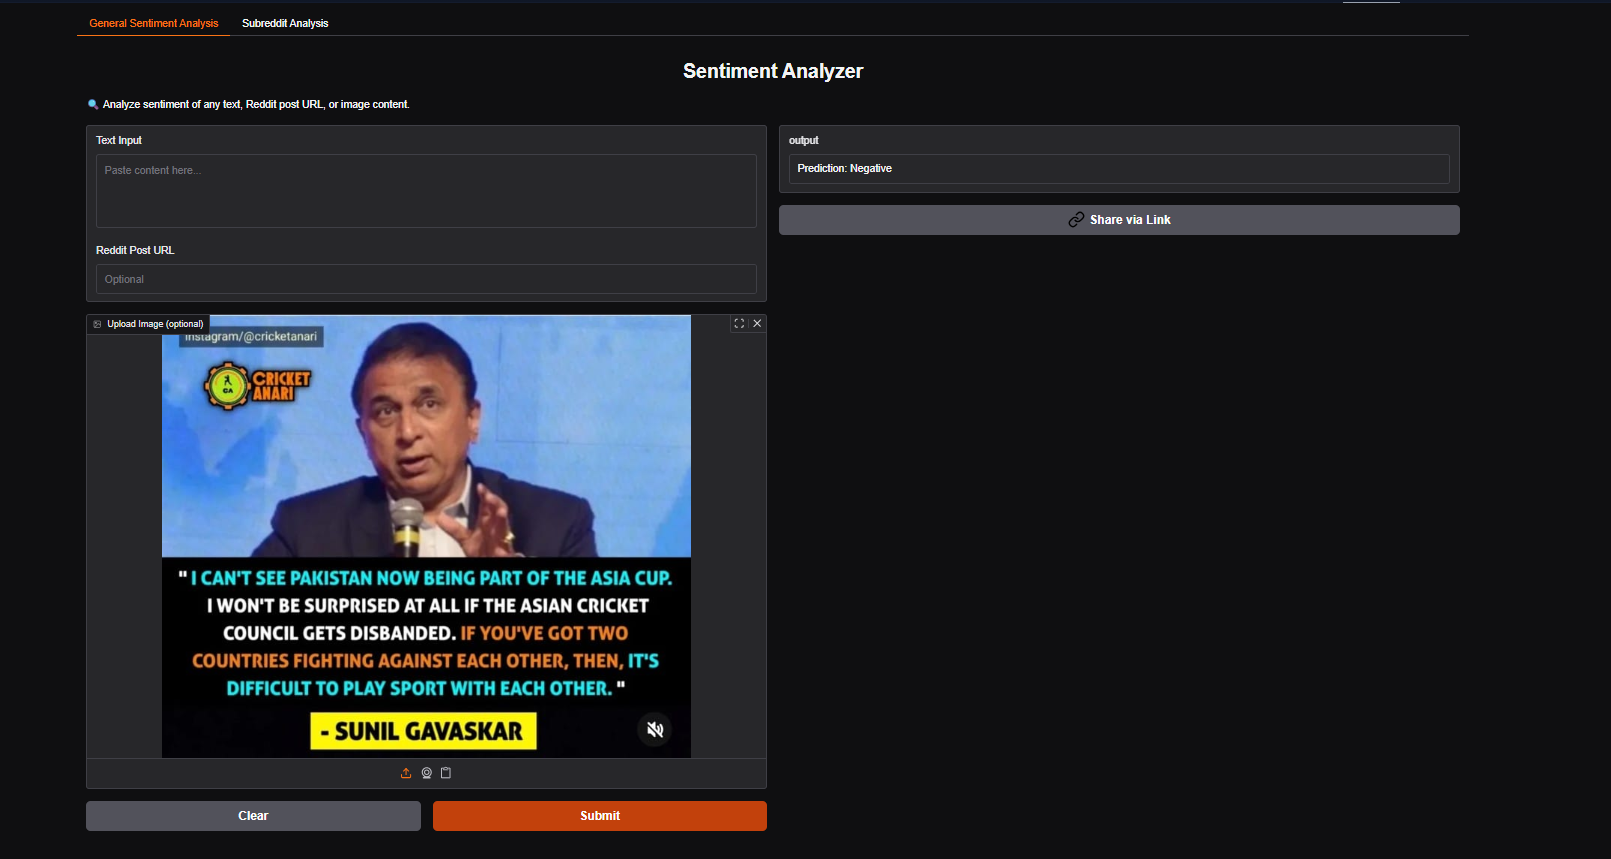 General Sentiment Analysis
Subreddit Analysis
Sentiment Analyzer
Analyze sentiment of any text, Reddit post URL, or image content.
Text Input
Paste content here...
Reddit Post URL
Optional
Upload Image (optional)
instagram/@cricketanari
CA
CRICKET
ANARI
" I CAN'T SEE PAKISTAN NOW BEING PART OF THE ASIA CUP.
I WON'T BE SURPRISED AT ALL IF THE ASIAN CRICKET
COUNCIL GETS DISBANDED. IF YOU'VE GOT TWO
COUNTRIES FIGHTING AGAINST EACH OTHER, THEN, IT'S
DIFFICULT TO PLAY SPORT WITH EACH OTHER. "
- SUNIL GAVASKAR
Clear
Submit
output
Prediction: Negative
Share via Link